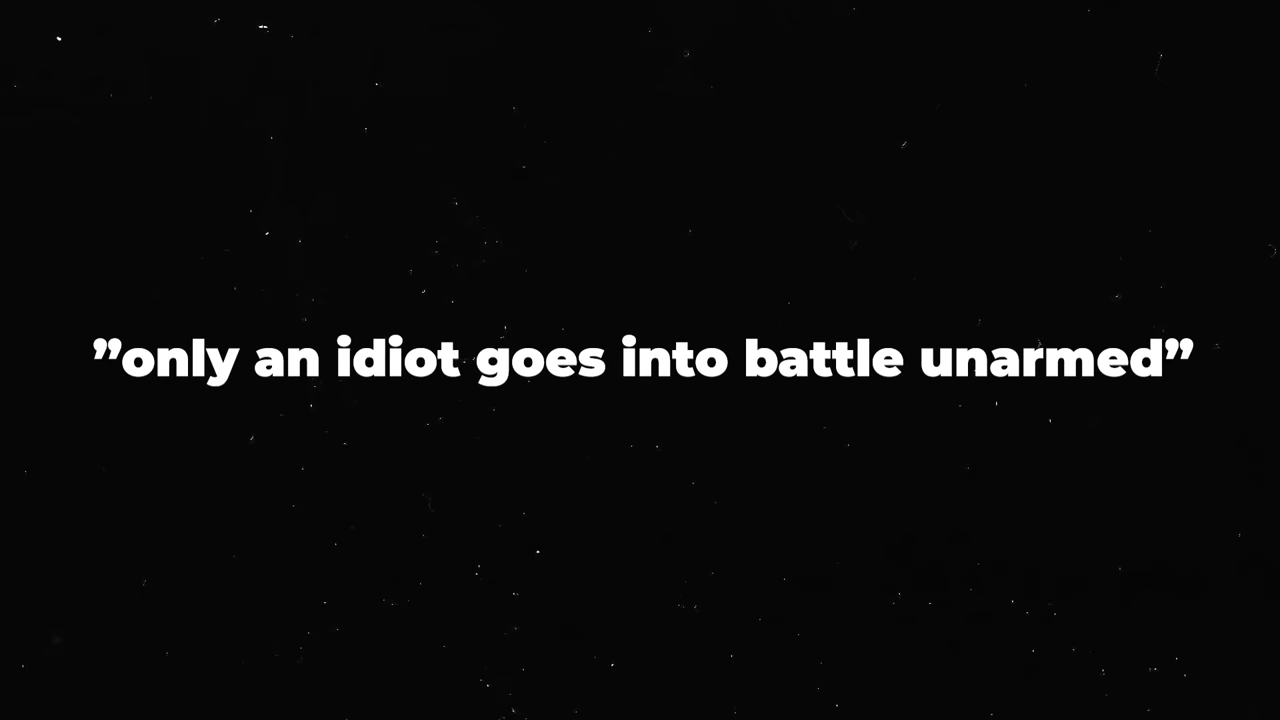 ”only an idiot goes into battle unarmed”